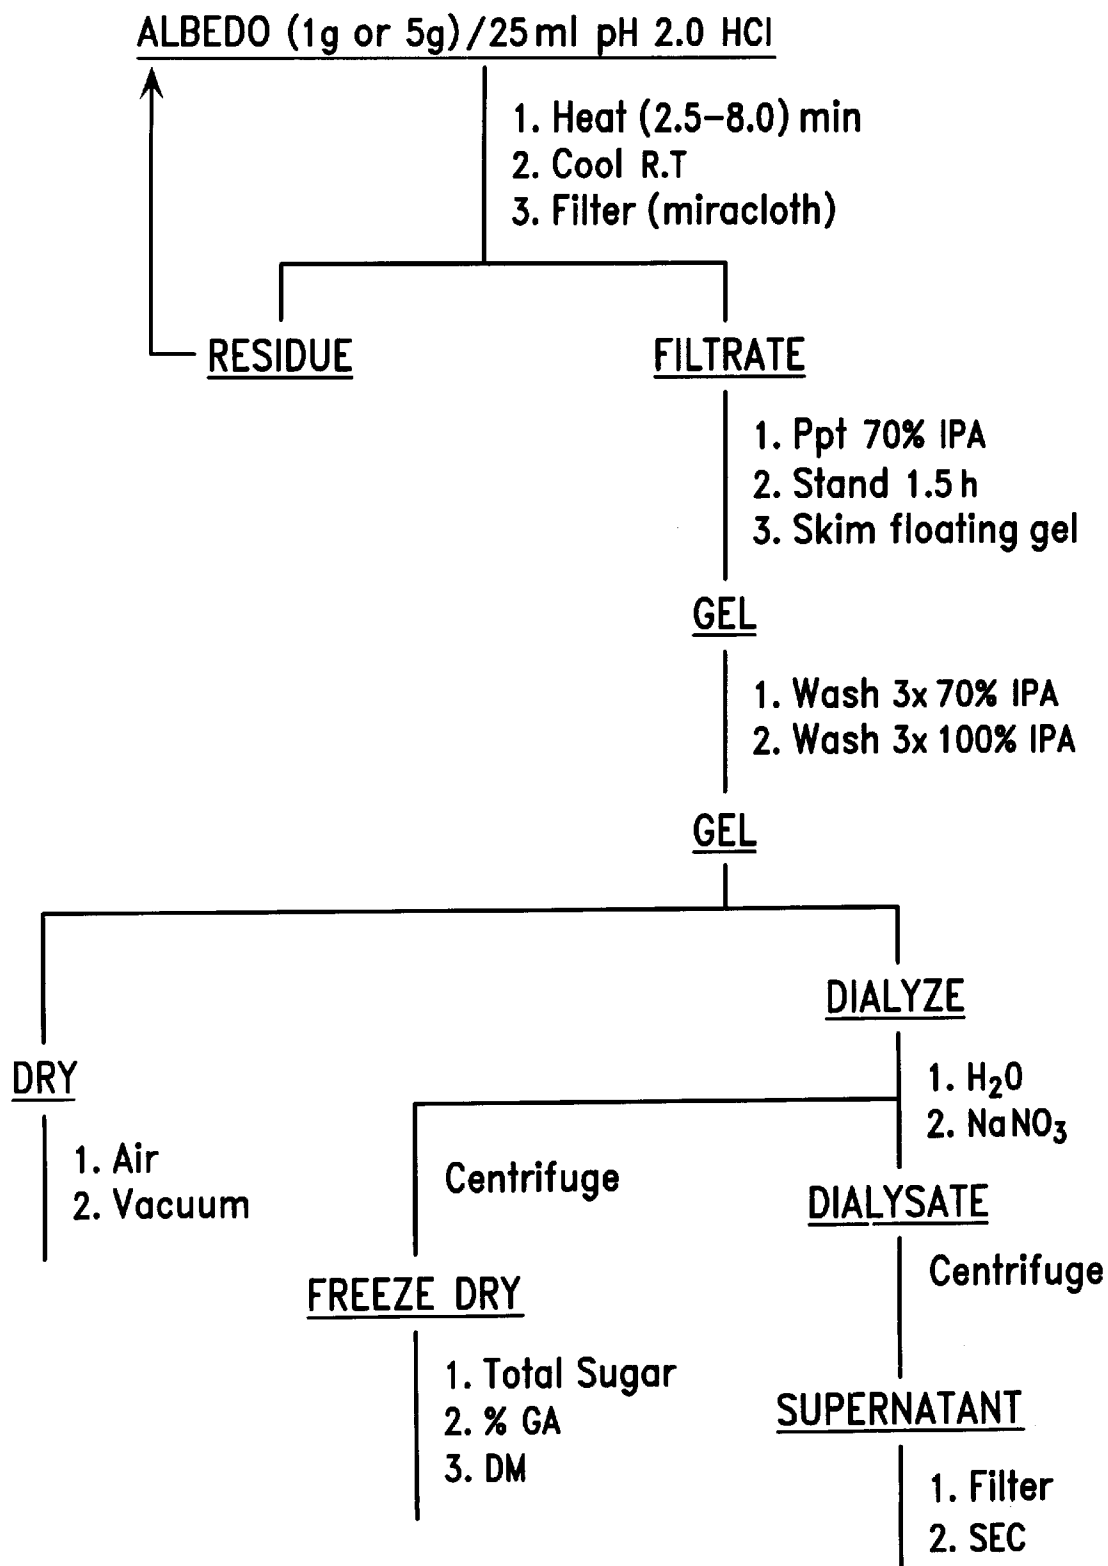 ALBEDO (1g or 5g)/25ml pH 2.0 HCl
1. Heat (2.5–8.0) min
2. Cool R.T
3. Filter (miracloth)
RESIDUE
FILTRATE
1. Ppt 70% IPA
2. Stand 1.5h
3. Skim floating gel
GEL
1. Wash 3x 70% IPA
2. Wash 3x 100% IPA
GEL
DRY
1. Air
2. Vacuum
DIALYZE
1. H₂O
2. NaNO₃
Centrifuge
FREEZE DRY
1. Total Sugar
2. % GA
3. DM
DIALYSATE
Centrifuge
SUPERNATANT
1. Filter
2. SEC